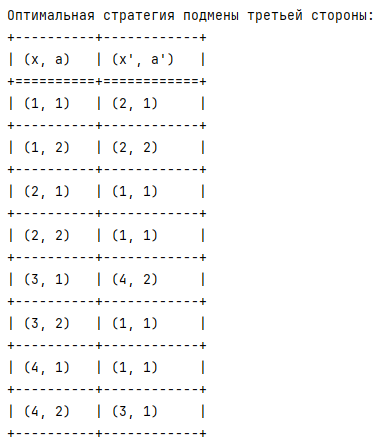 Оптимальная стратегия подмены третьей стороны:
+----------+------------+
| (x, a)   | (x', a')   |
+==========+============+
| (1, 1)   | (2, 1)     |
+----------+------------+
| (1, 2)   | (2, 2)     |
+----------+------------+
| (2, 1)   | (1, 1)     |
+----------+------------+
| (2, 2)   | (1, 1)     |
+----------+------------+
| (3, 1)   | (4, 2)     |
+----------+------------+
| (3, 2)   | (1, 1)     |
+----------+------------+
| (4, 1)   | (1, 1)     |
+----------+------------+
| (4, 2)   | (3, 1)     |
+----------+------------+